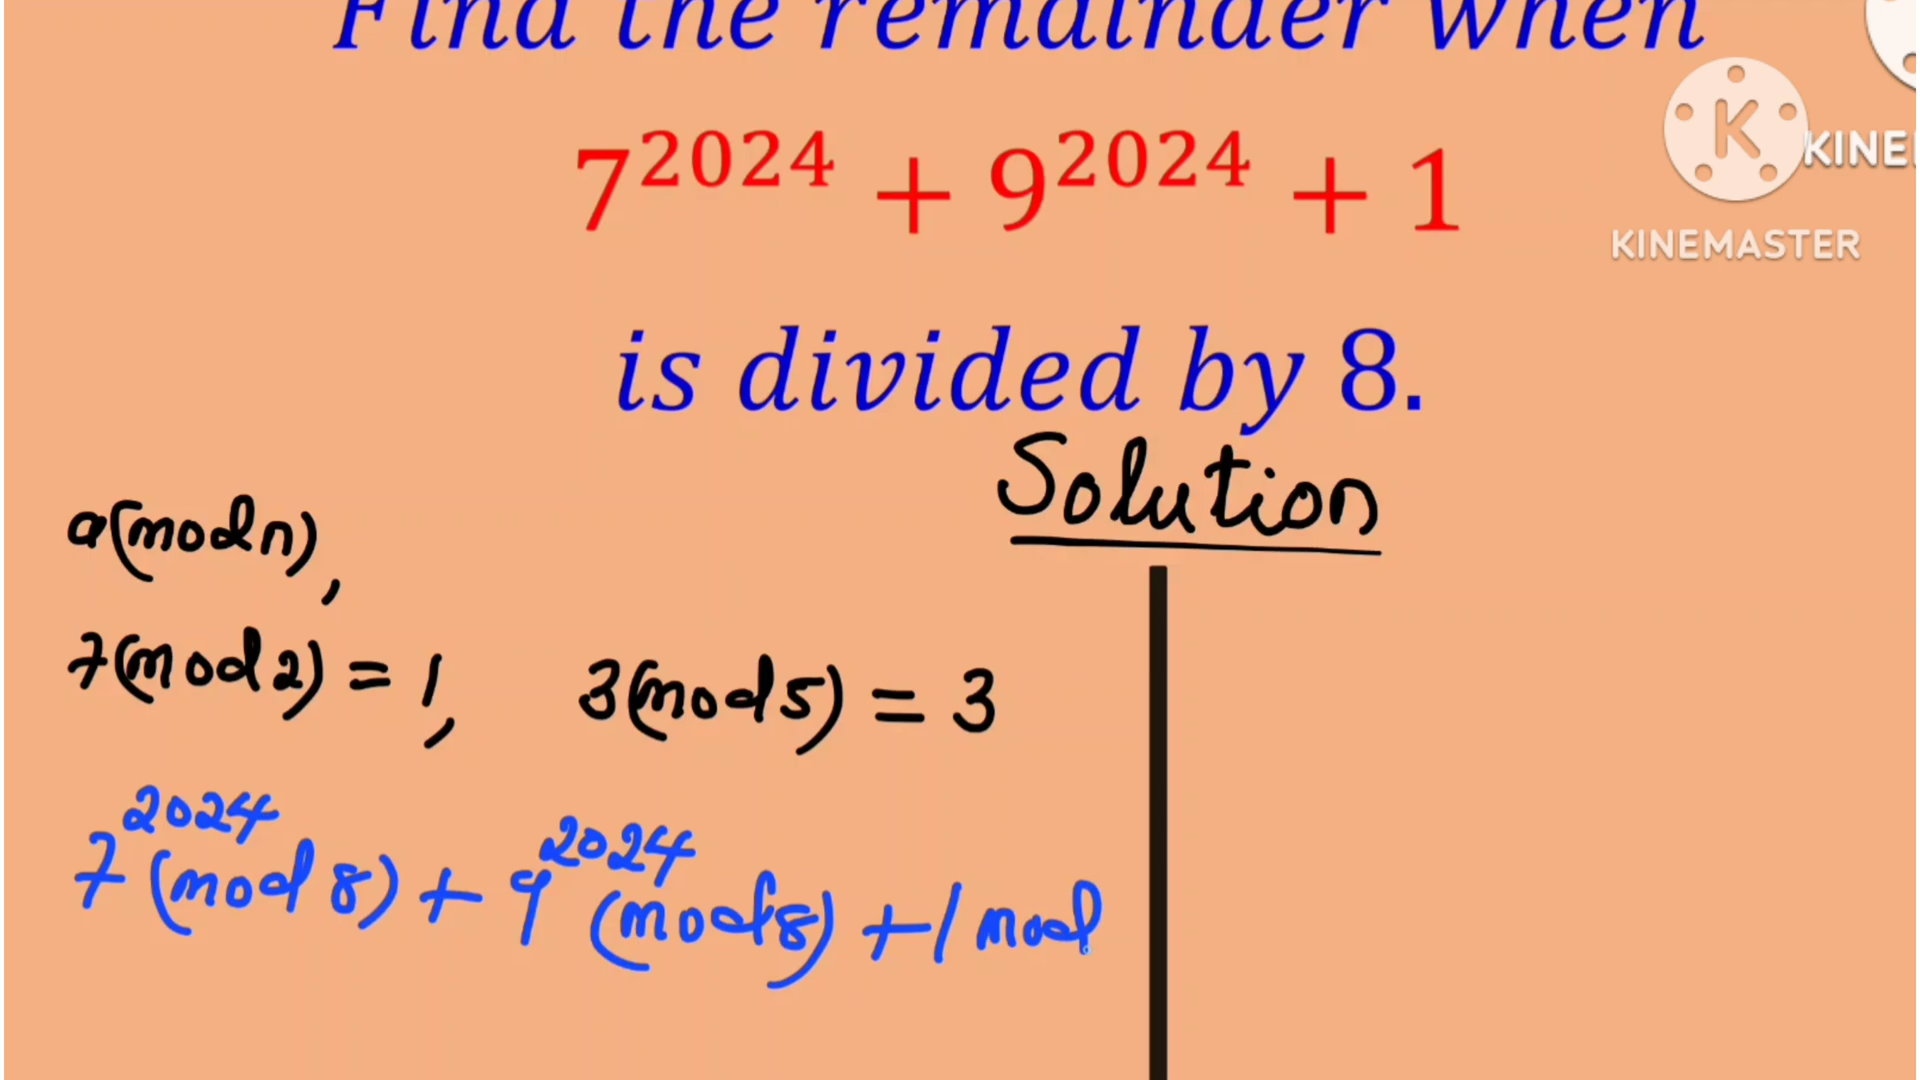 Find the remainder when
7^2024 + 9^2024 + 1
KINE
KINEMASTER
is divided by 8.
Solution
a(mod n),
7(mod 2) = 1,  3(mod 5) = 3
7^2024 (mod 8) + 9^2024 (mod 8) + 1 mod